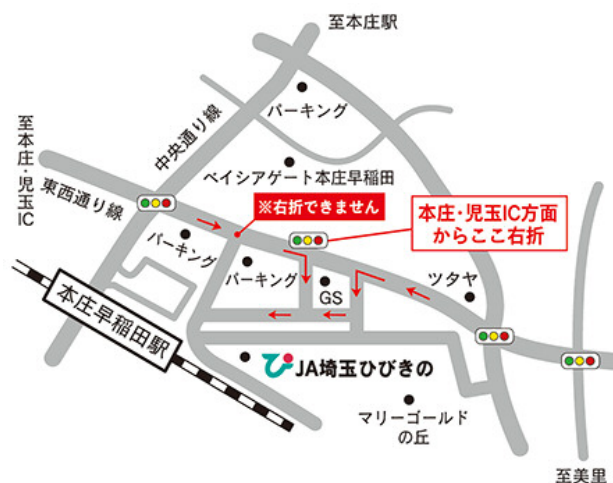 至本庄駅
パーキング
中央通り線
至本庄・児玉IC
東西通り線
ベイシアゲート本庄早稲田
※右折できません
本庄・児玉IC方面
からここ右折
パーキング
パーキング
GS
ツタヤ
本庄早稲田駅
び JA埼玉ひびきの
マリーゴールド
の丘
至美里